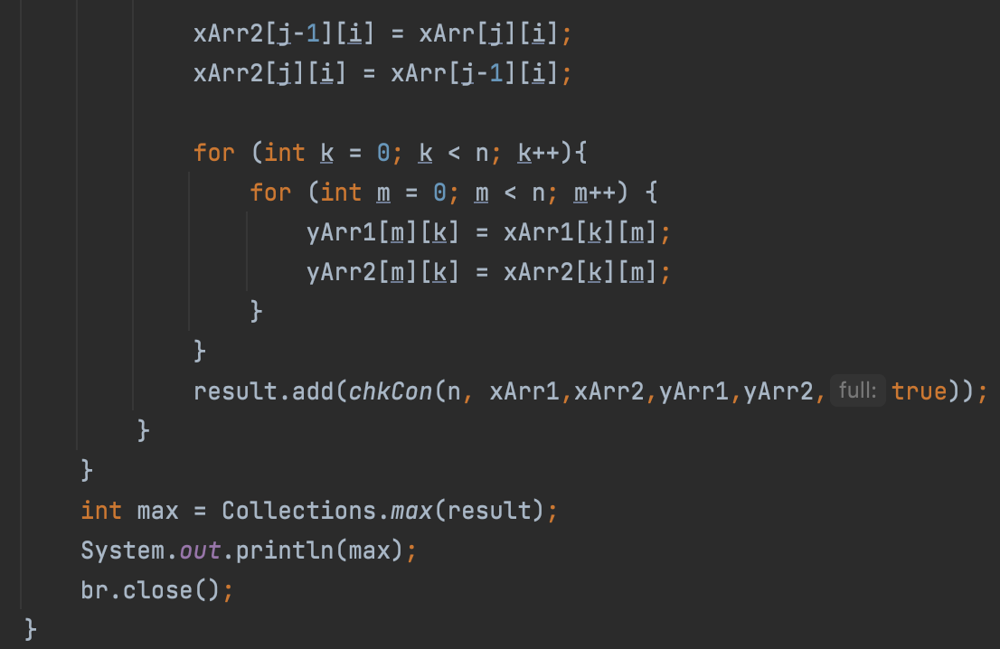 xArr2[j-1][i] = xArr[j][i];
xArr2[j][i] = xArr[j-1][i];
for (int k = 0; k < n; k++){
for (int m = 0; m < n; m++) {
yArr1[m][k] = xArr1[k][m];
yArr2[m][k] = xArr2[k][m];
}
}
result.add(chkCon(n, xArr1,xArr2,yArr1,yArr2, full: true));
}
}
int max = Collections.max(result);
System.out.println(max);
br.close();
}